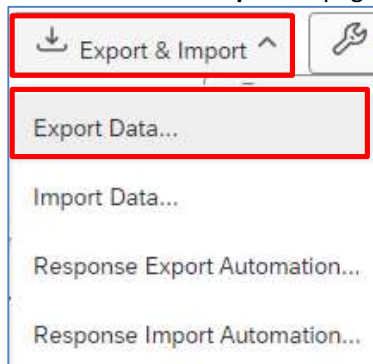 Export & Import
Export Data...
Import Data...
Response Export Automation...
Response Import Automation...